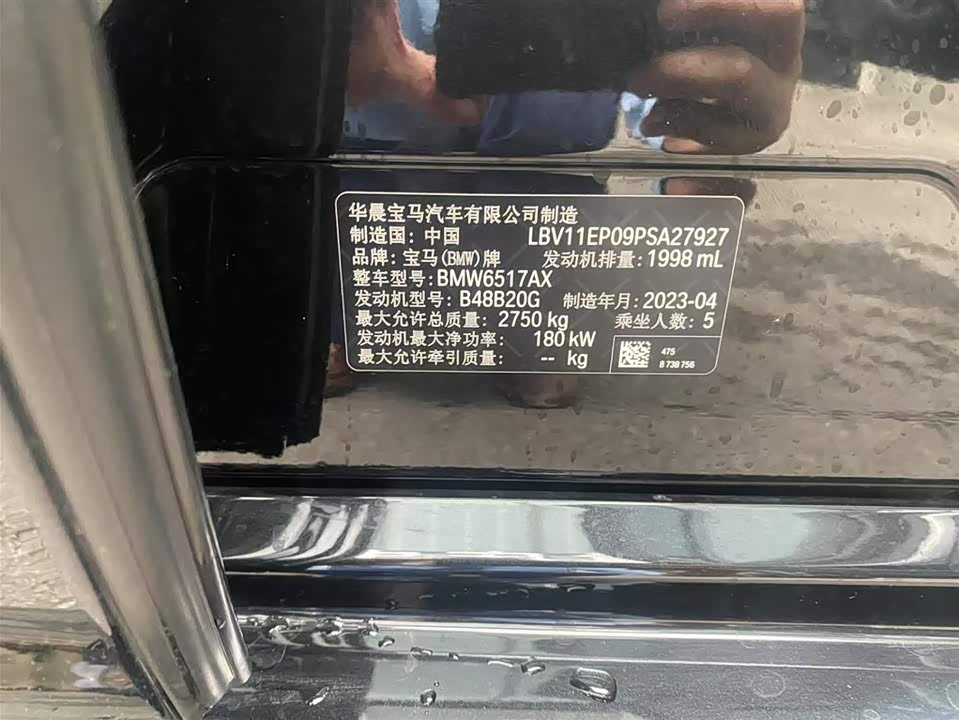 华晨宝马汽车有限公司制造
制造国：中国 LBV11EP09PSA27927
品牌：宝马(BMW)牌 发动机排量：1998 mL
整车型号：BMW6517AX
发动机型号：B48B20G 制造年月：2023-04
最大允许总质量：2750 kg 乘坐人数：5
发动机最大净功率：180 kW
最大允许牵引质量：-- kg
475
8 738 756